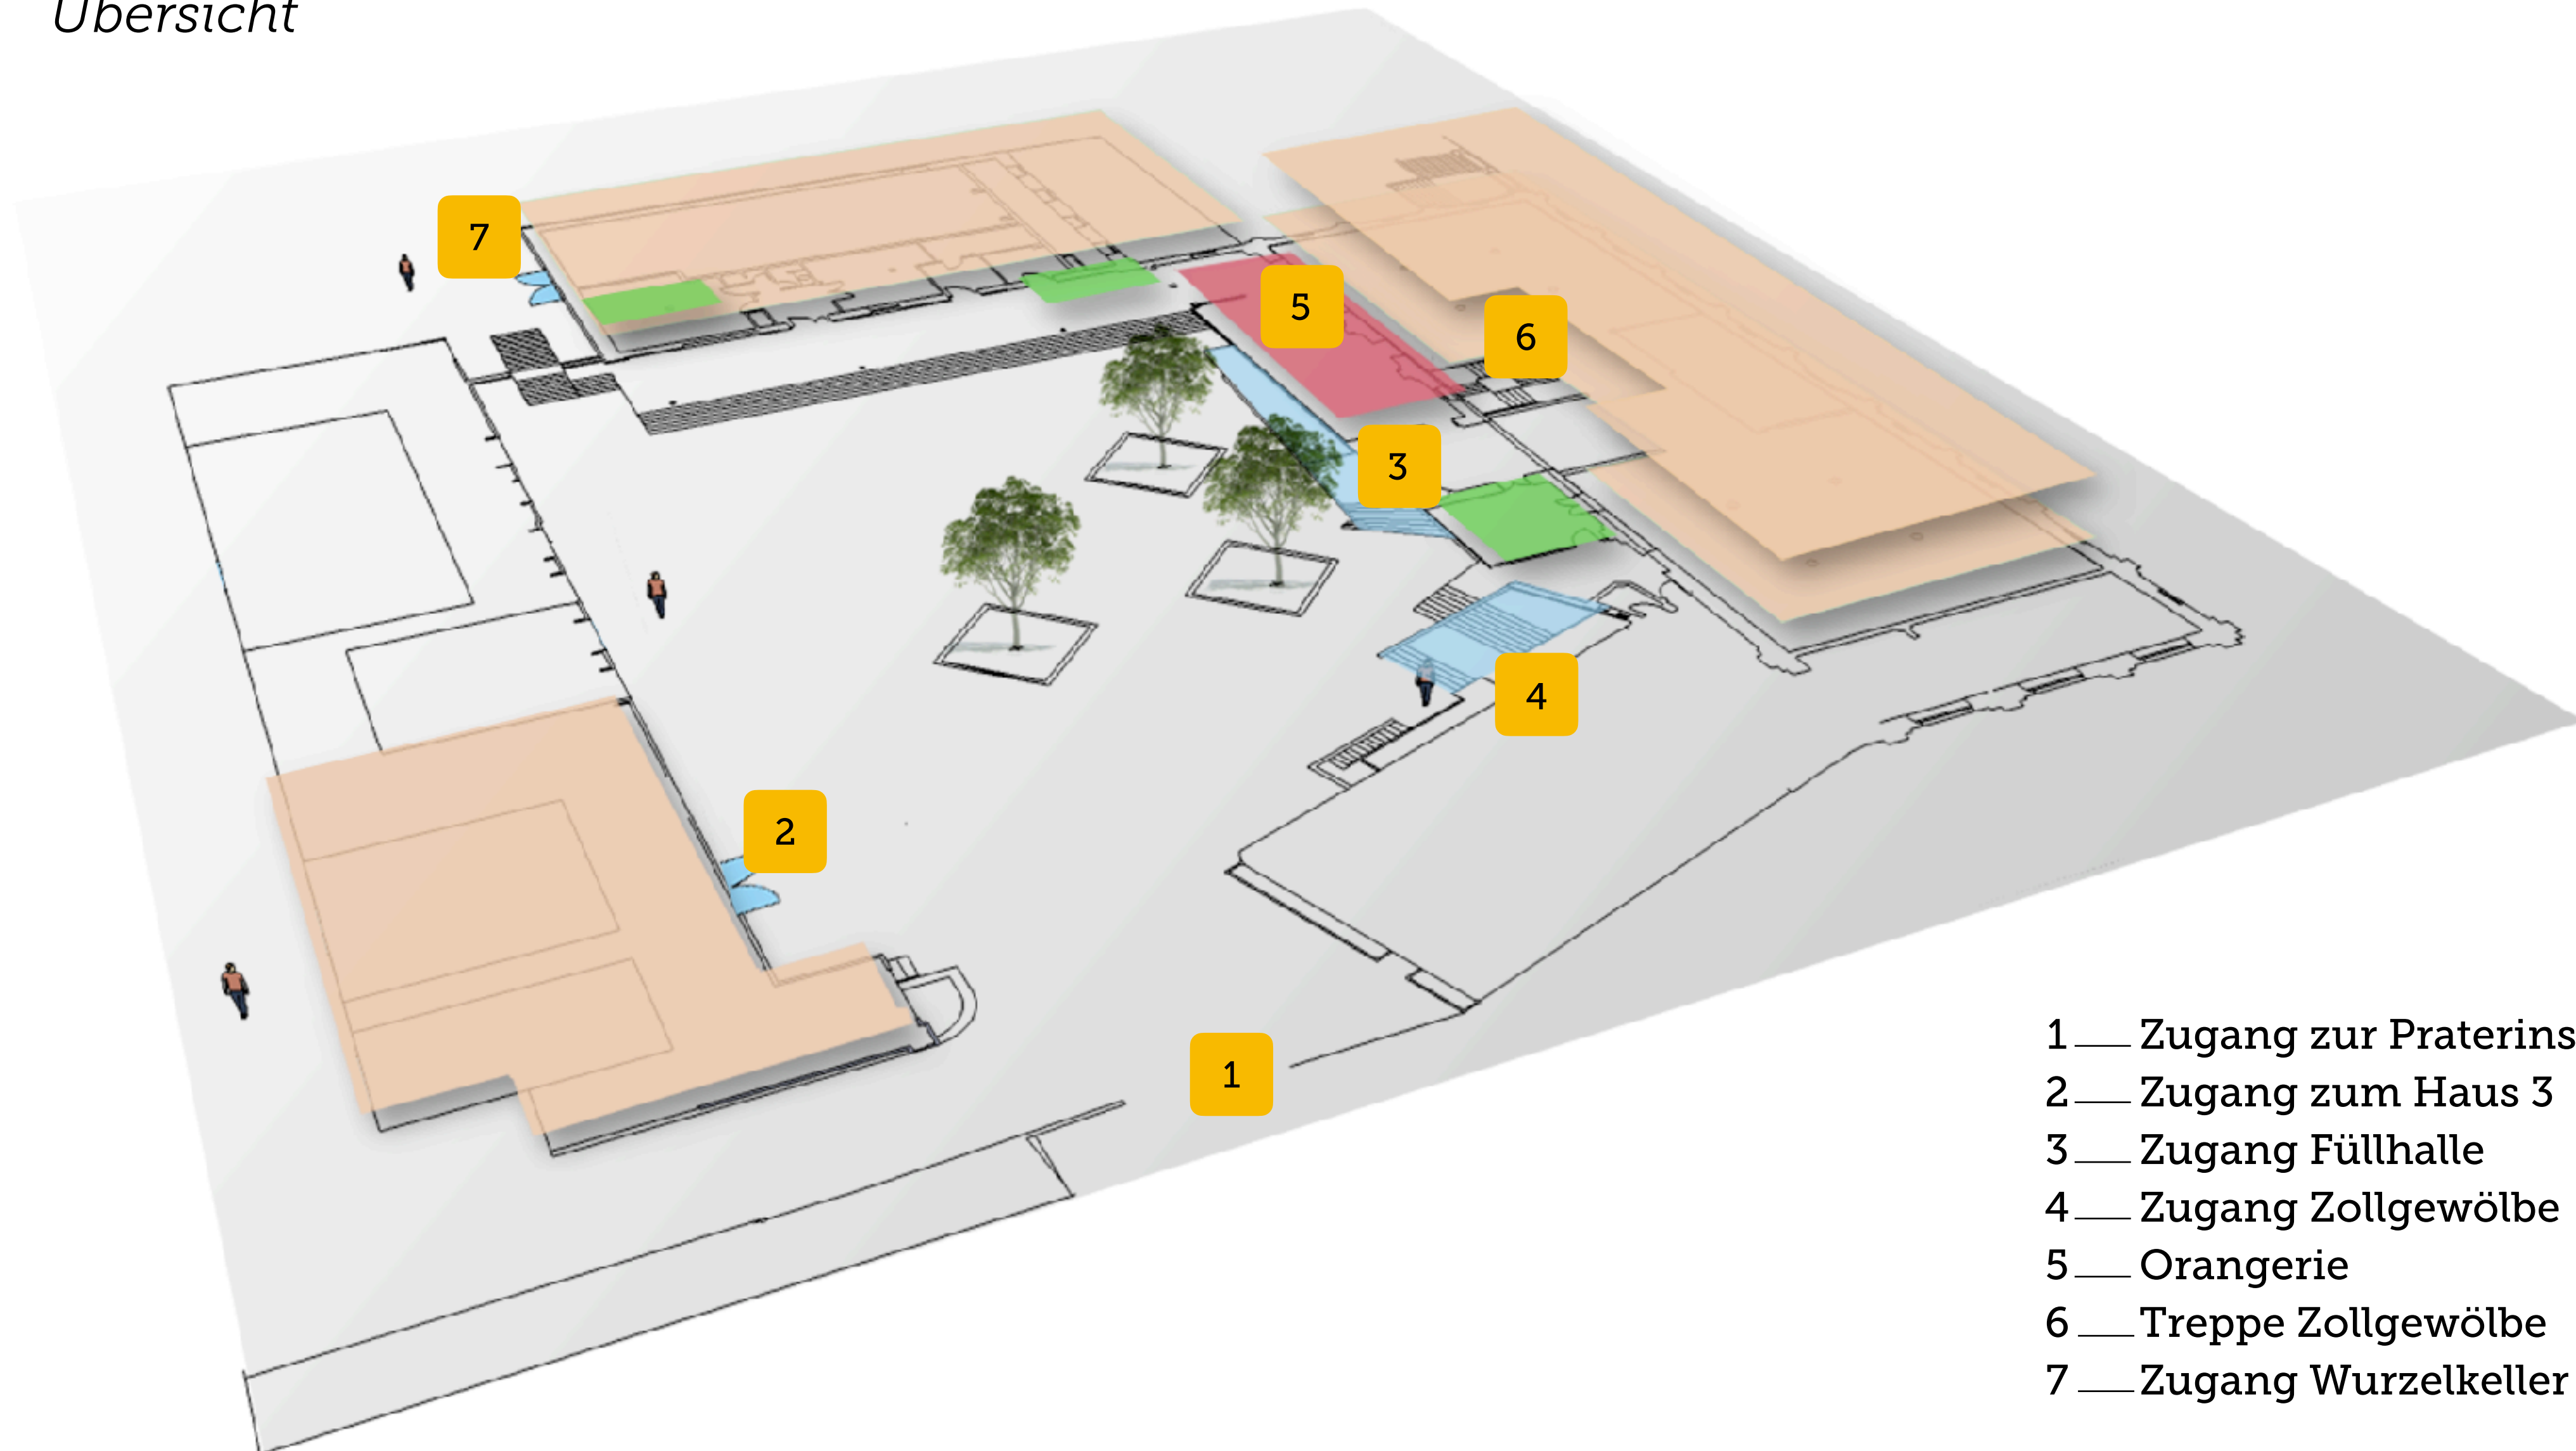 Übersicht
7
5
6
3
4
2
1
1 Zugang zur Praterins
2 Zugang zum Haus 3
3 Zugang Füllhalle
4 Zugang Zollgewölbe
5 Orangerie
6 Treppe Zollgewölbe
7 Zugang Wurzelkeller